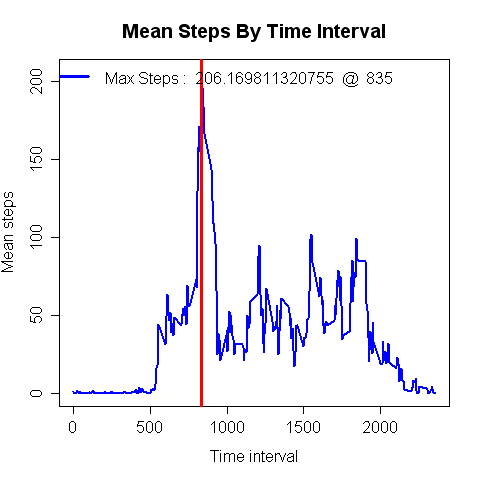 Mean Steps By Time Interval
Max Steps : 206.169811320755 @ 835
Mean steps
200
150
100
50
0
0 500 1000 1500 2000
Time interval